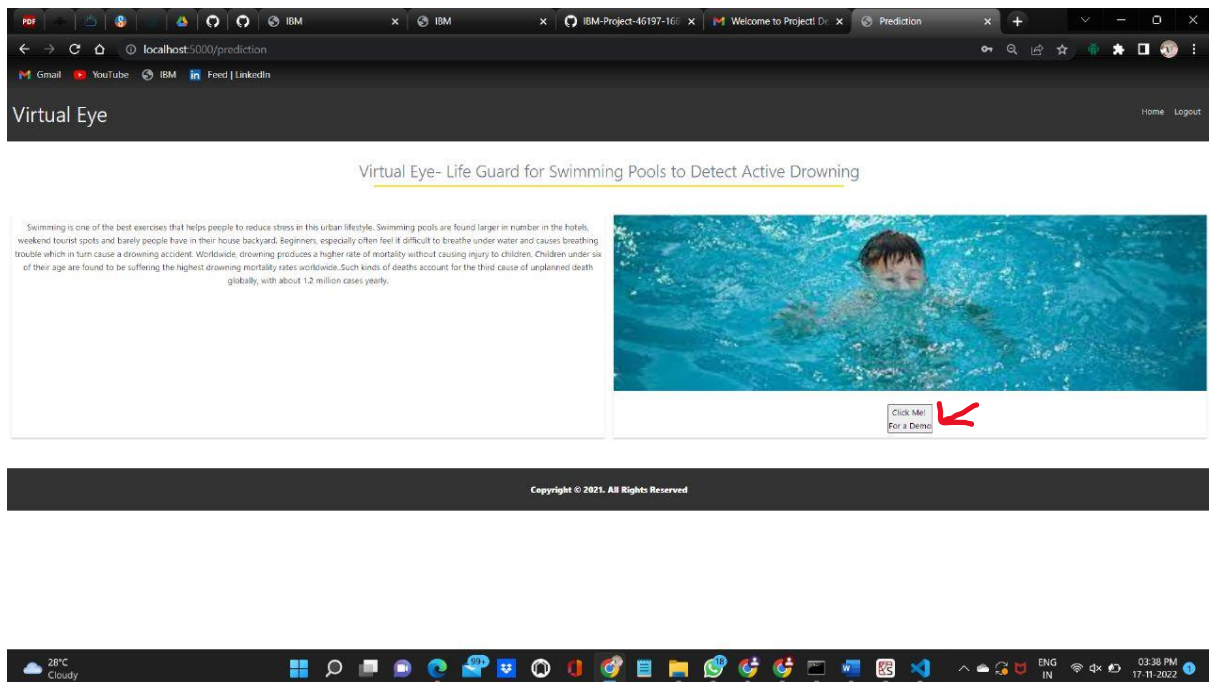 PDF
IBM
IBM
IBM-Project-46197-166
Welcome to Project! De
Prediction
localhost:5000/prediction
Gmail
YouTube
IBM
in
Feed | LinkedIn
Virtual Eye
Home
Logout
Virtual Eye- Life Guard for Swimming Pools to Detect Active Drowning
Swimming is one of the best exercises that helps people to reduce stress in this urban lifestyle. Swimming pools are found larger in number in the hotels,
weekend tourist spots and barely people have in their house backyard. Beginners, especially often feel it difficult to breathe under water and causes breathing
trouble which in turn cause a drowning accident. Worldwide, drowning produces a higher rate of mortality without causing injury to children. Children under six
of their age are found to be suffering the highest drowning mortality rates worldwide..Such kinds of deaths account for the third cause of unplanned death
globally, with about 1.2 million cases yearly.
Click Me!
For a Demo
Copyright © 2021. All Rights Reserved
28°C
Cloudy
99+
18
ENG
IN
03:38 PM
17-11-2022
1